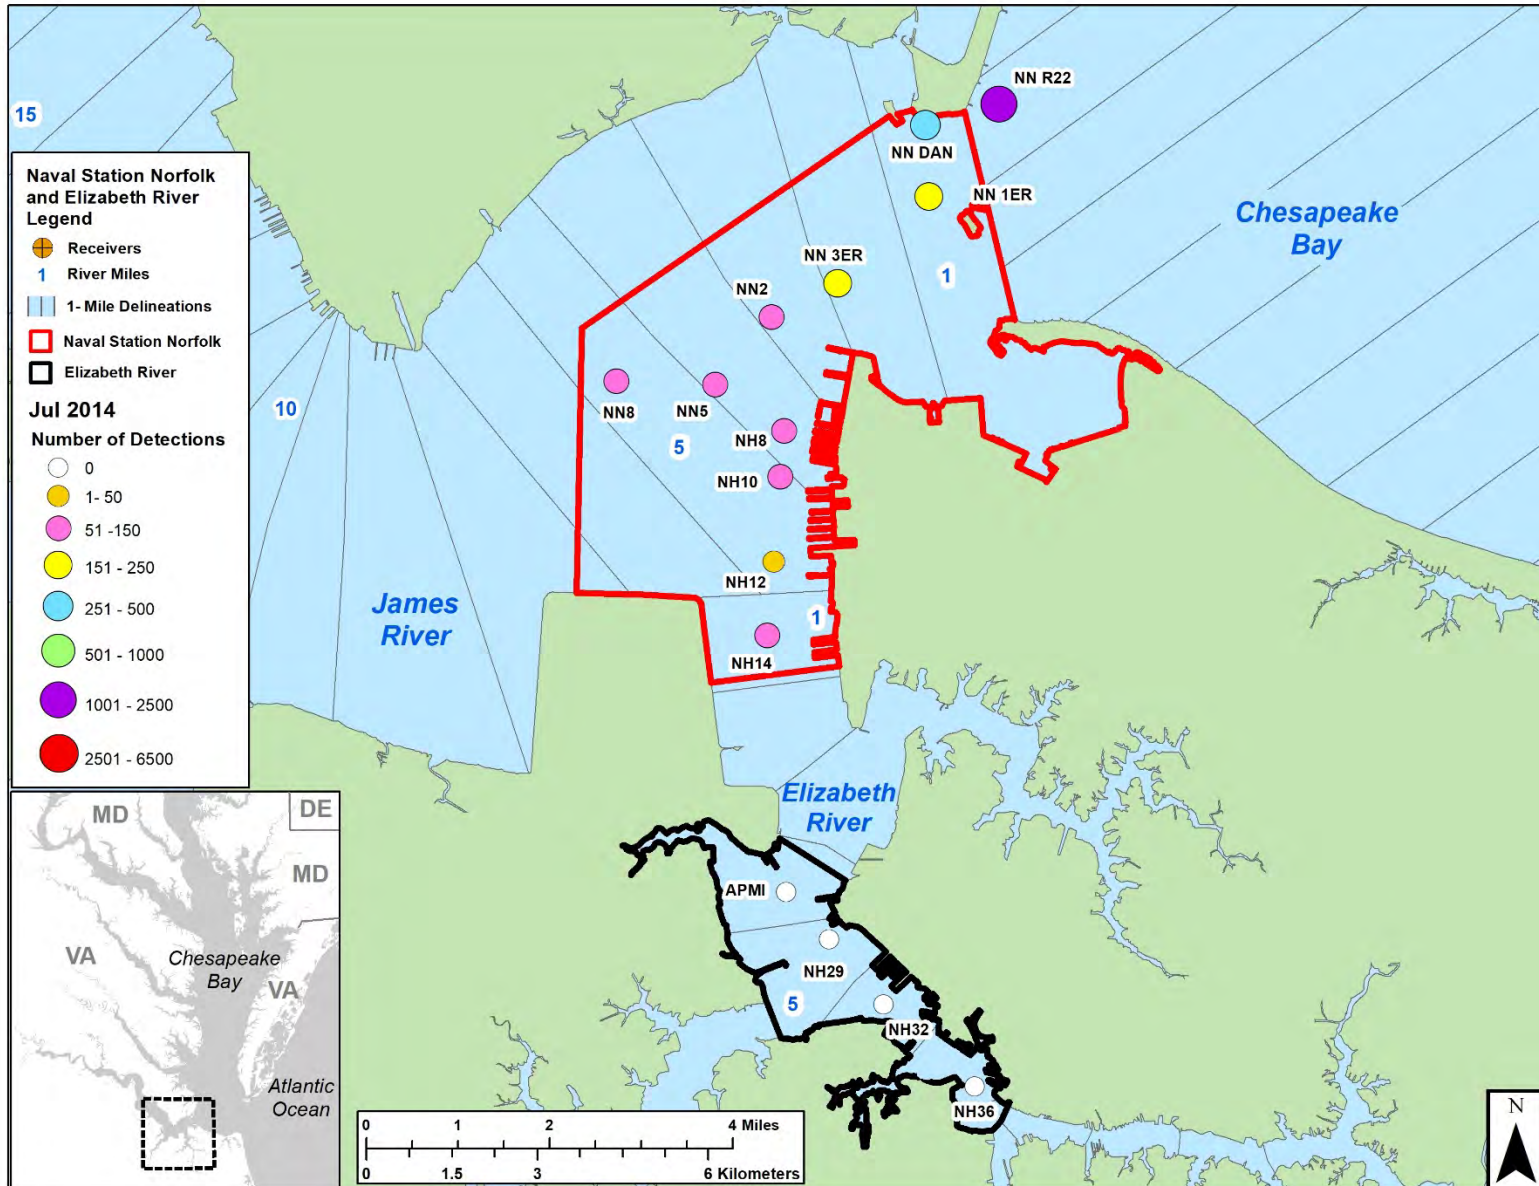 15
NN R22
NN DAN
NN 1ER
Chesapeake
Bay
Naval Station Norfolk
and Elizabeth River
Legend
Receivers
1 River Miles
1- Mile Delineations
Naval Station Norfolk
Elizabeth River
Jul 2014
Number of Detections
0
1- 50
51 -150
151 - 250
251 - 500
501 - 1000
1001 - 2500
2501 - 6500
NN 3ER
1
NN2
NN8
NN5
10
5
NH8
NH10
NH12
James
River
1
NH14
Elizabeth
River
APMI
NH29
5
NH32
NH36
MD
DE
MD
VA
Chesapeake
Bay
VA
Atlantic
Ocean
0 1 2 4 Miles
0 1.5 3 6 Kilometers
N